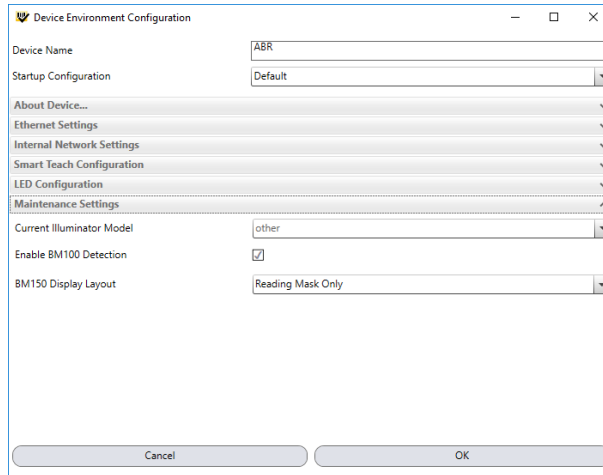 Device Environment Configuration
Device Name ABR
Startup Configuration Default
About Device...
Ethernet Settings
Internal Network Settings
Smart Teach Configuration
LED Configuration
Maintenance Settings
Current Illuminator Model other
Enable BM100 Detection
BM150 Display Layout Reading Mask Only
Cancel OK